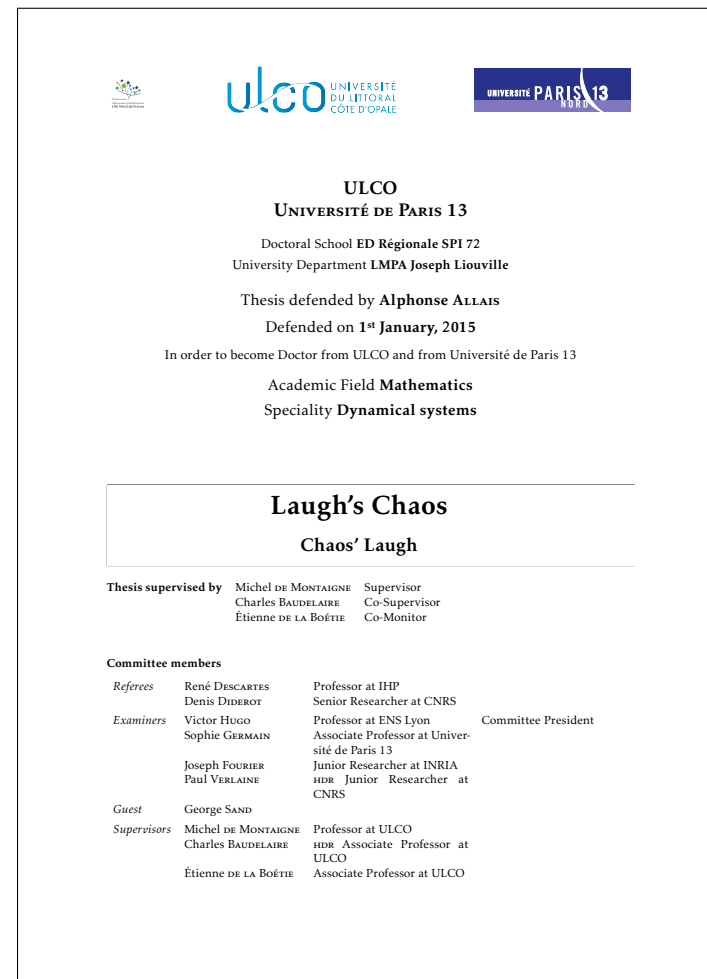 ulco UNIVERSITÉ
DU LITTORAL
CÔTE D'OPALE
UNIVERSITÉ PARIS 13
NORD
Lille Nord de France
ULCO
Université de Paris 13
Doctoral School ED Régionale SPI 72
University Department LMPA Joseph Liouville
Thesis defended by Alphonse Allais
Defended on 1st January, 2015
In order to become Doctor from ULCO and from Université de Paris 13
Academic Field Mathematics
Speciality Dynamical systems
Laugh's Chaos
Chaos' Laugh
Thesis supervised by Michel de Montaigne Supervisor
Charles Baudelaire Co-Supervisor
Étienne de la Boétie Co-Monitor
Committee members
Referees René Descartes Professor at IHP
Denis Diderot Senior Researcher at CNRS
Examiners Victor Hugo Professor at ENS Lyon Committee President
Sophie Germain Associate Professor at Univer-
sité de Paris 13
Joseph Fourier Junior Researcher at INRIA
Paul Verlaine HDR Junior Researcher at
CNRS
Guest George Sand
Supervisors Michel de Montaigne Professor at ULCO
Charles Baudelaire HDR Associate Professor at
ULCO
Étienne de la Boétie Associate Professor at ULCO